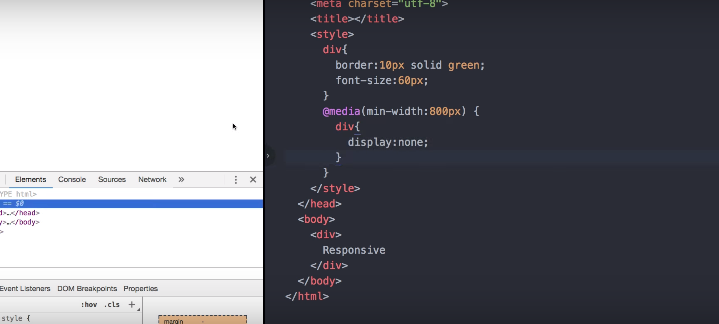 Elements Console Sources Network »
YPE html>
== $0
d>…</head>
y>…</body>
>
Event Listeners DOM Breakpoints Properties
:hov .cls +
style {
margin -
<meta charset="utf-8">
<title></title>
<style>
div{
border:10px solid green;
font-size:60px;
}
@media(min-width:800px) {
div{
display:none;
}
}
</style>
</head>
<body>
<div>
Responsive
</div>
</body>
</html>